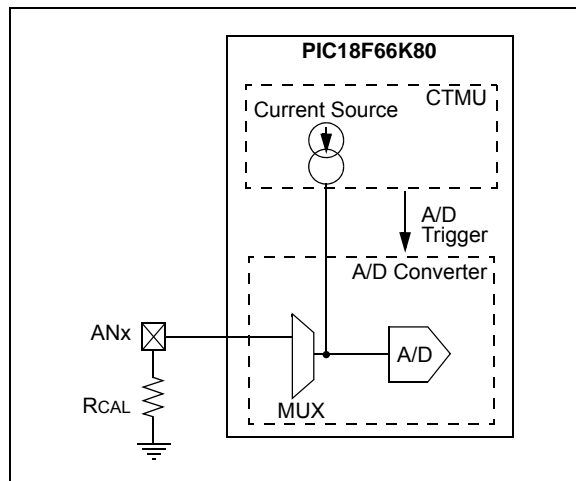 PIC18F66K80
CTMU
Current Source
A/D
Trigger
A/D Converter
ANx
A/D
RCAL
MUX